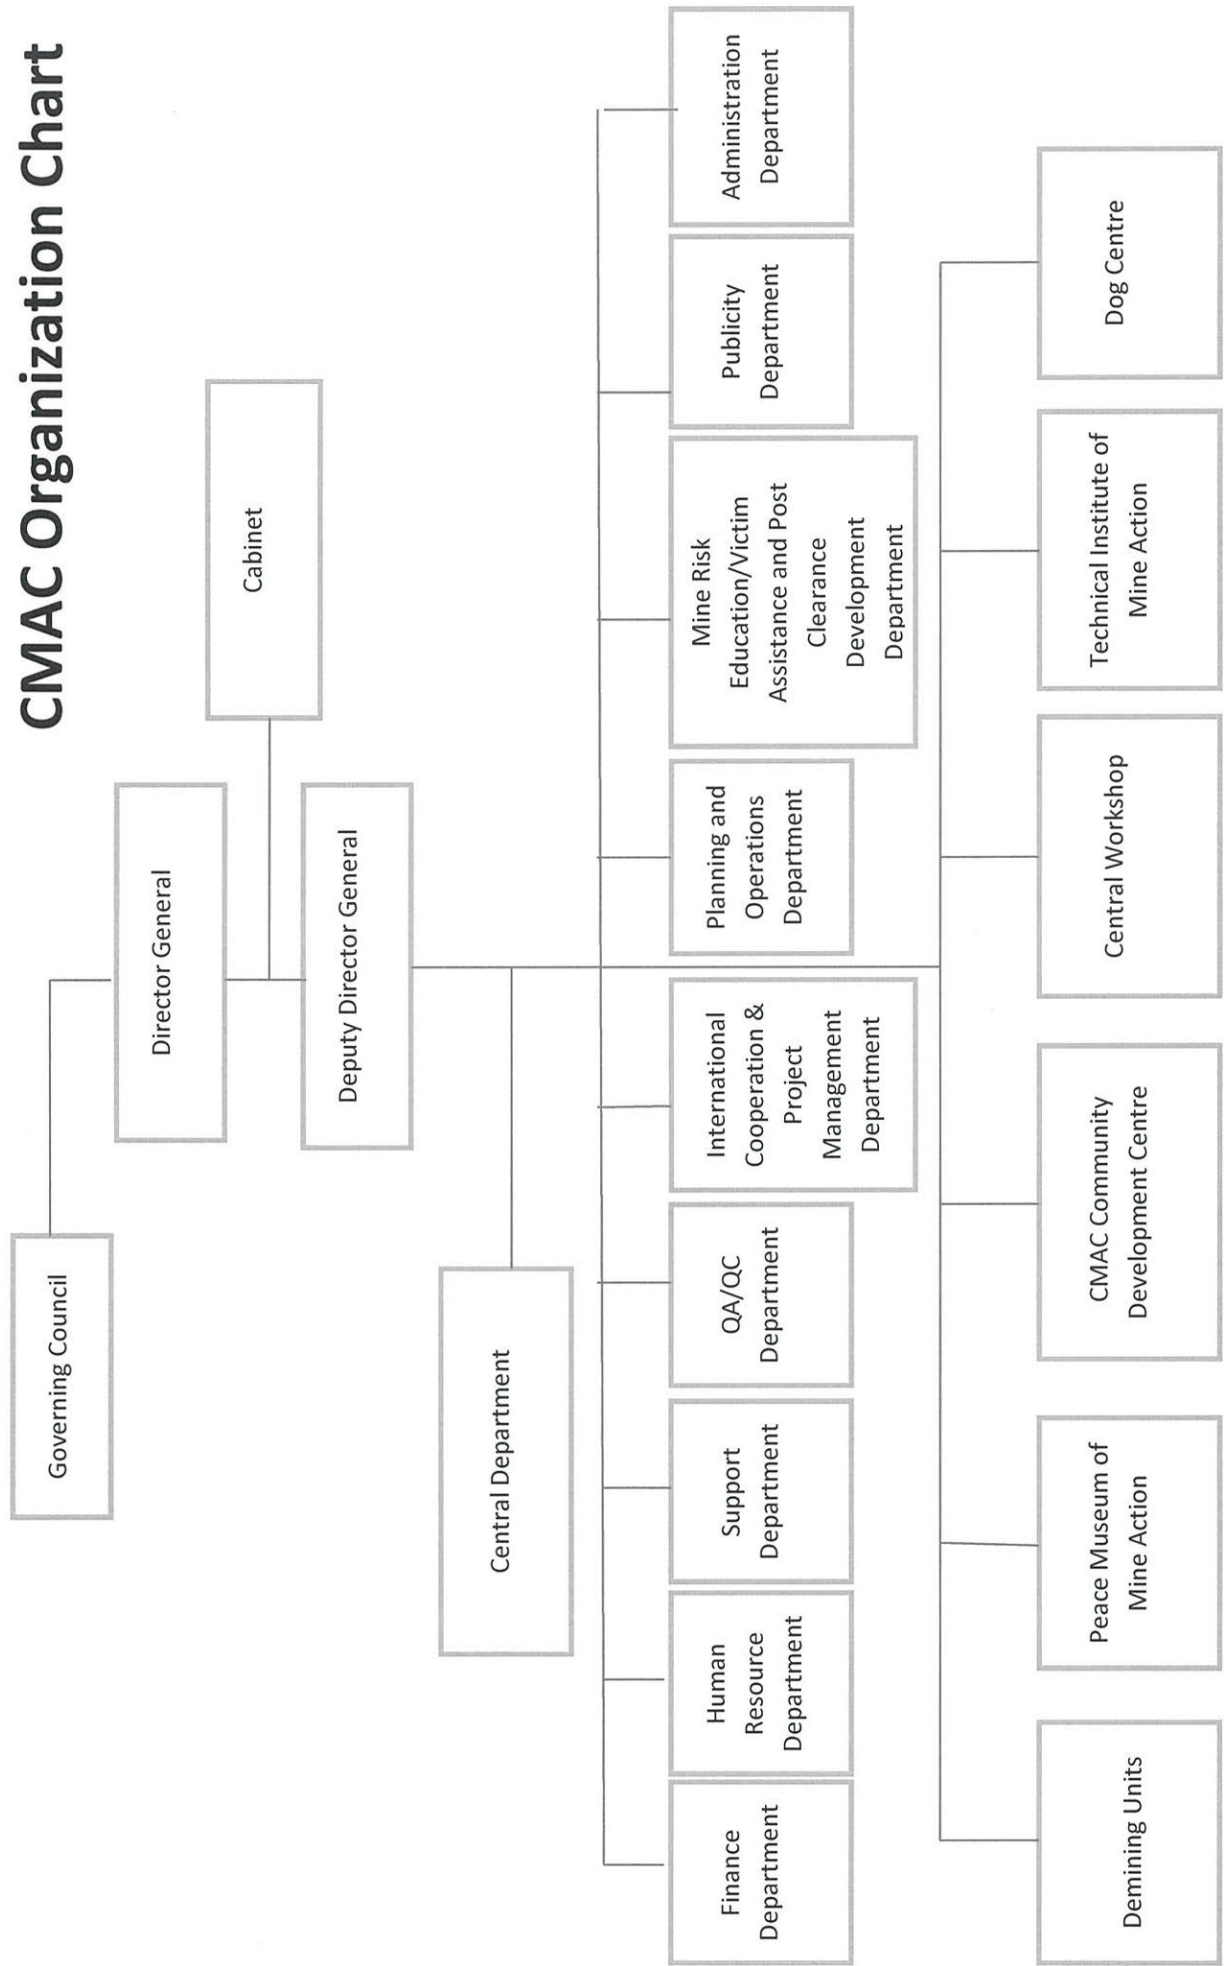 CMAC Organization Chart
Governing Council
Director General
Cabinet
Deputy Director General
Central Department
Finance
Department
Human
Resource
Department
Support
Department
QA/QC
Department
International
Cooperation &
Project
Management
Department
Planning and
Operations
Department
Mine Risk
Education/Victim
Assistance and Post
Clearance
Development
Department
Publicity
Department
Administration
Department
Demining Units
Peace Museum of
Mine Action
CMAC Community
Development Centre
Central Workshop
Technical Institute of
Mine Action
Dog Centre